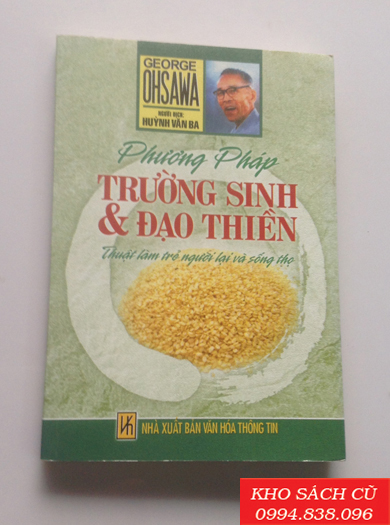 GEORGE
OHSAWA
NGƯỜI DỊCH:
HUỲNH VĂN BA
Phương Pháp
TRƯỜNG SINH
& ĐẠO THIỀN
Thuật làm trẻ người lại và sống thọ
NHÀ XUẤT BẢN VĂN HÓA THÔNG TIN
KHO SÁCH CŨ
0994.838.096